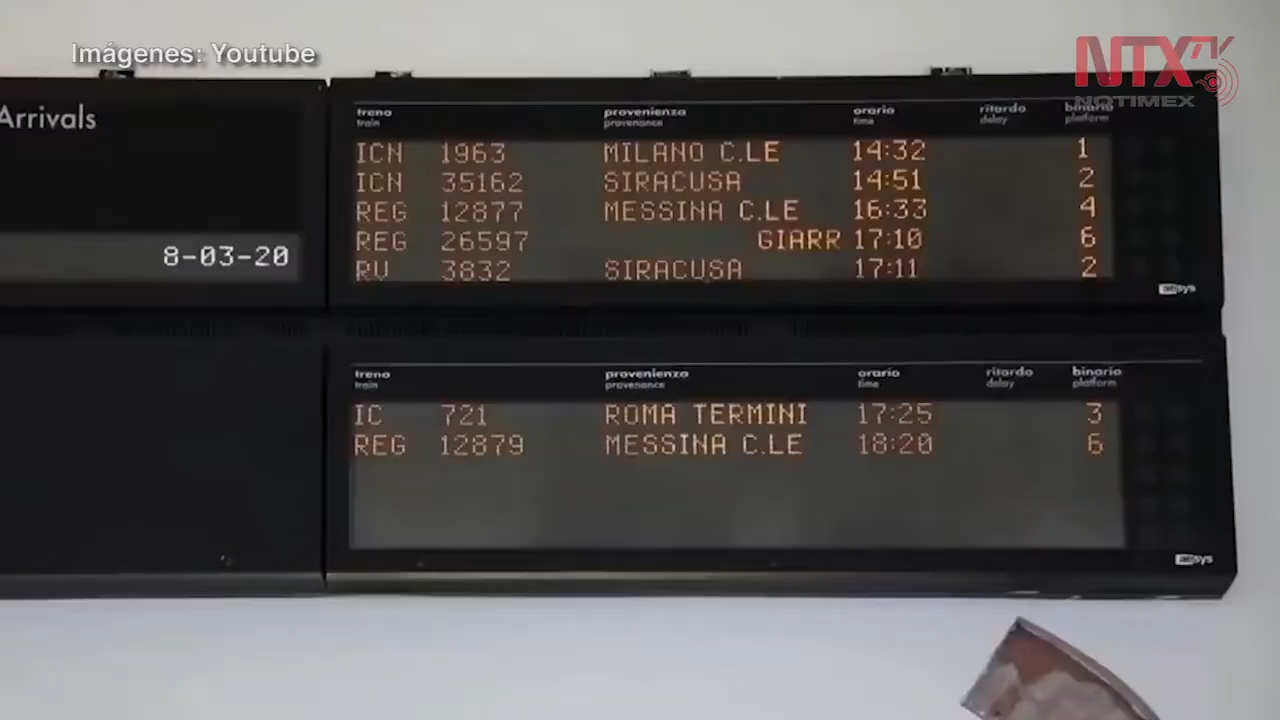 Imágenes: Youtube
NTX TV
NOTIMEX
Arrivals
8-03-20
treno provenienza orario ritardo binario
train provenance time delay platform
ICN 1963 MILANO C.LE 14:32 1
ICN 35162 SIRACUSA 14:51 2
REG 12877 MESSINA C.LE 16:33 4
REG 26597 GIARR 17:10 6
RV 3832 SIRACUSA 17:11 2
treno provenienza orario ritardo binario
train provenance time delay platform
IC 721 ROMA TERMINI 17:25 3
REG 12879 MESSINA C.LE 18:20 6